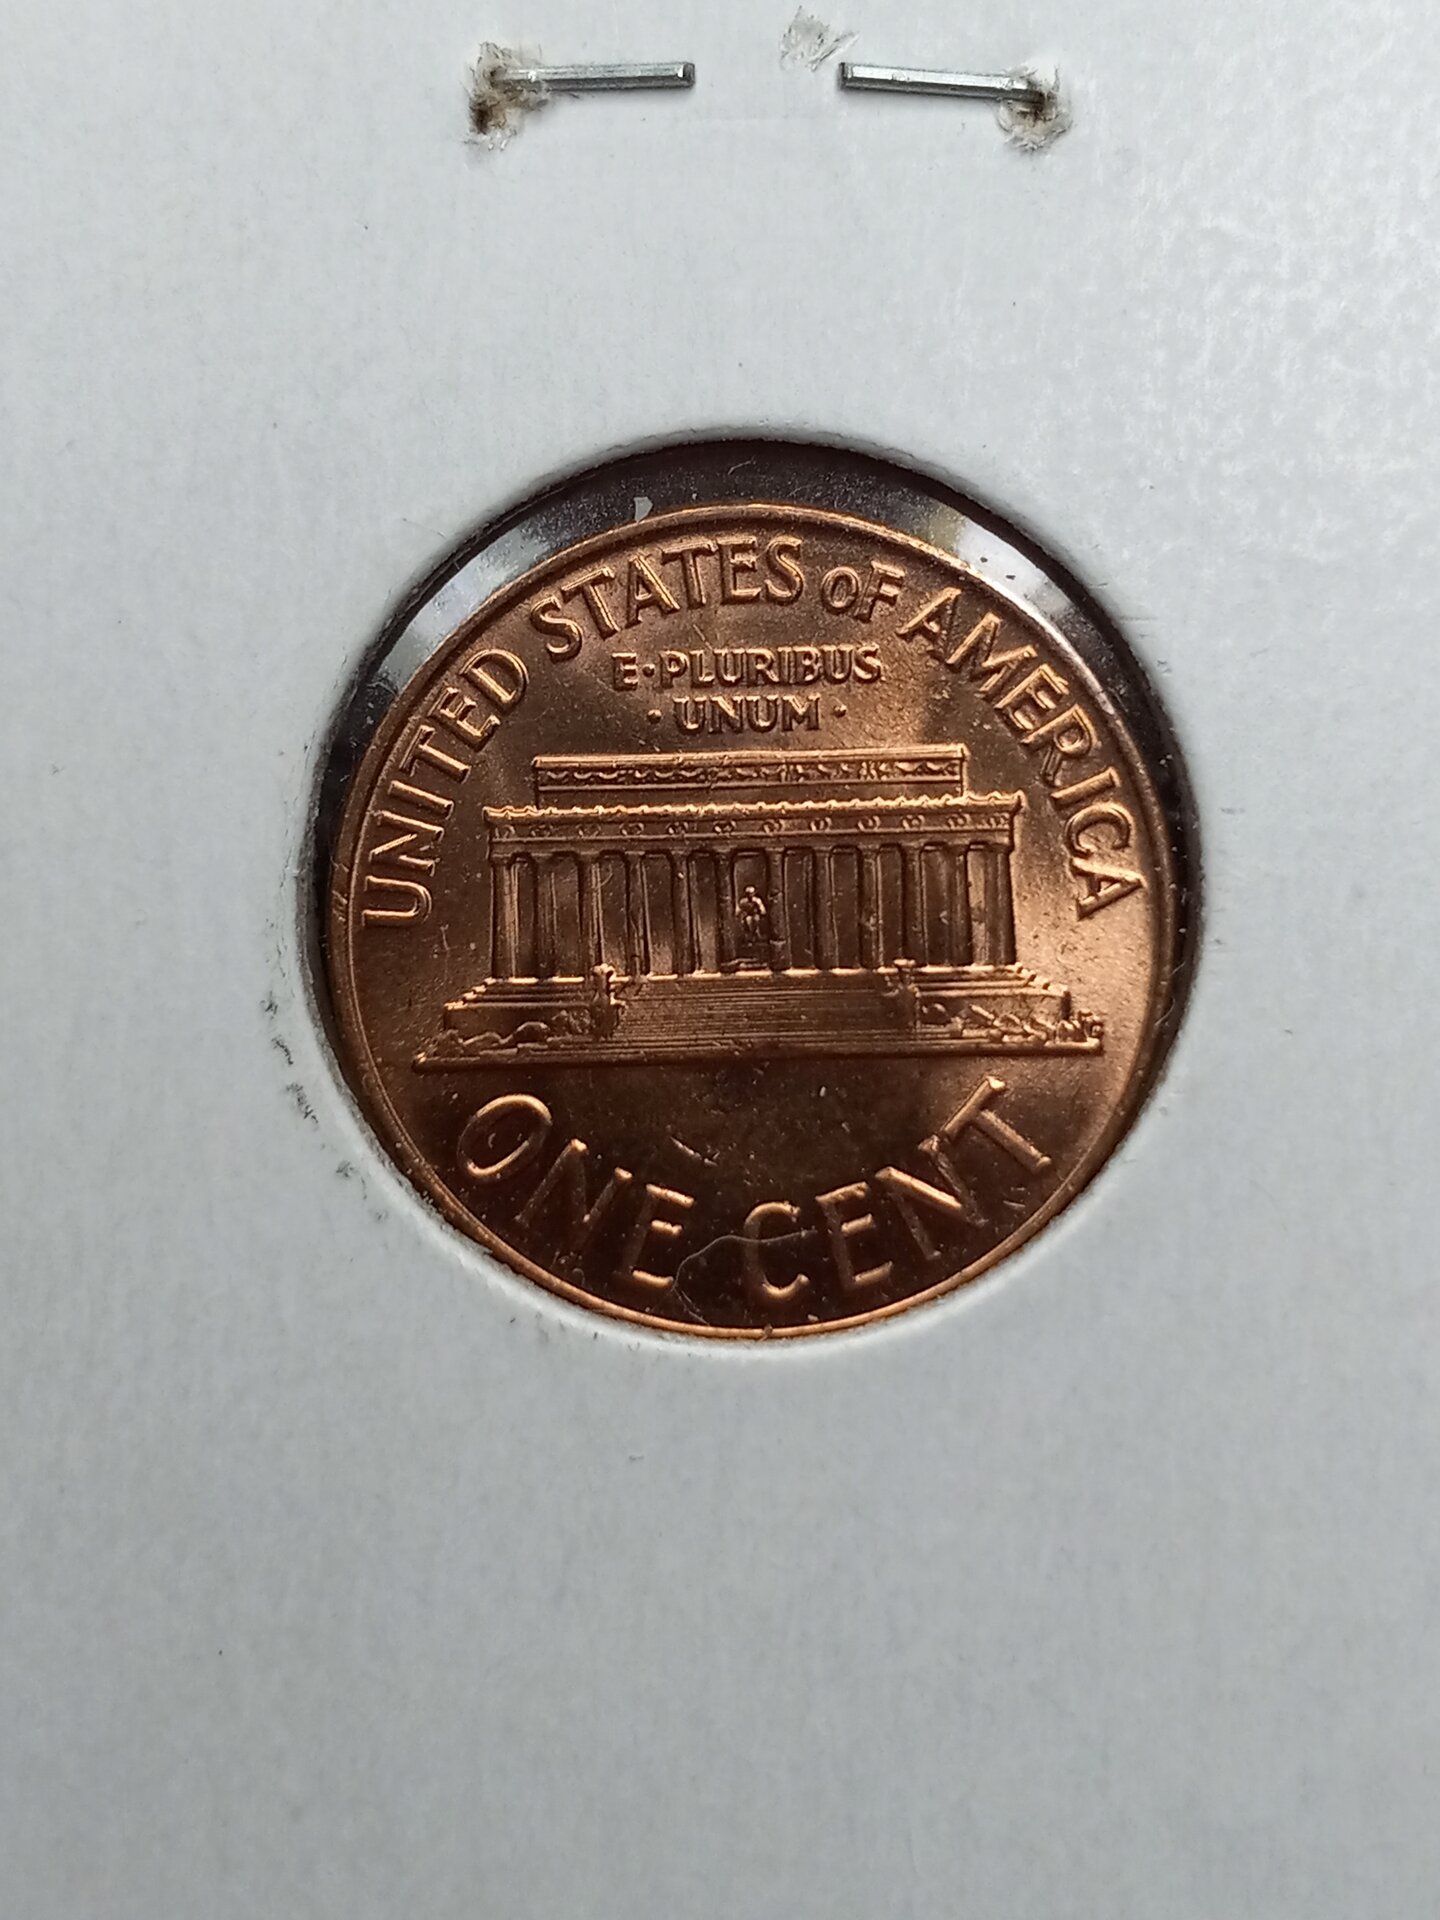 UNITED STATES OF AMERICA
E·PLURIBUS
·UNUM·
ONE CENT